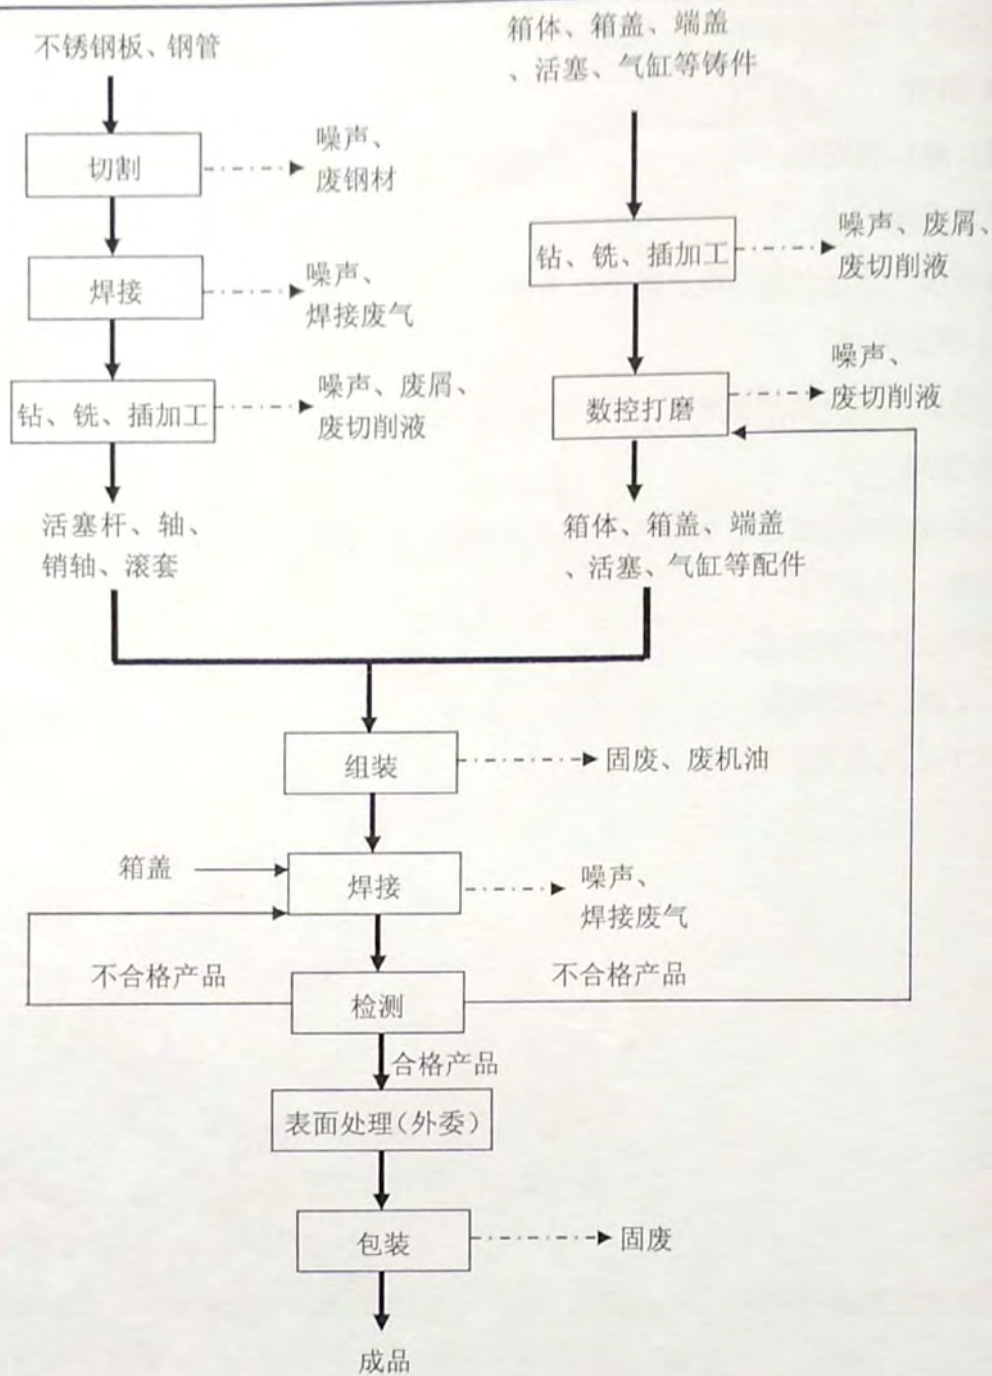 不锈钢板、钢管
箱体、箱盖、端盖
、活塞、气缸等铸件
切割
噪声、
废钢材
钻、铣、插加工
噪声、废屑、
废切削液
焊接
噪声、
焊接废气
数控打磨
噪声、
废切削液
钻、铣、插加工
噪声、废屑、
废切削液
活塞杆、轴、
销轴、滚套
箱体、箱盖、端盖
、活塞、气缸等配件
组装
固废、废机油
箱盖
焊接
噪声、
焊接废气
不合格产品
检测
不合格产品
合格产品
表面处理(外委)
包装
固废
成品